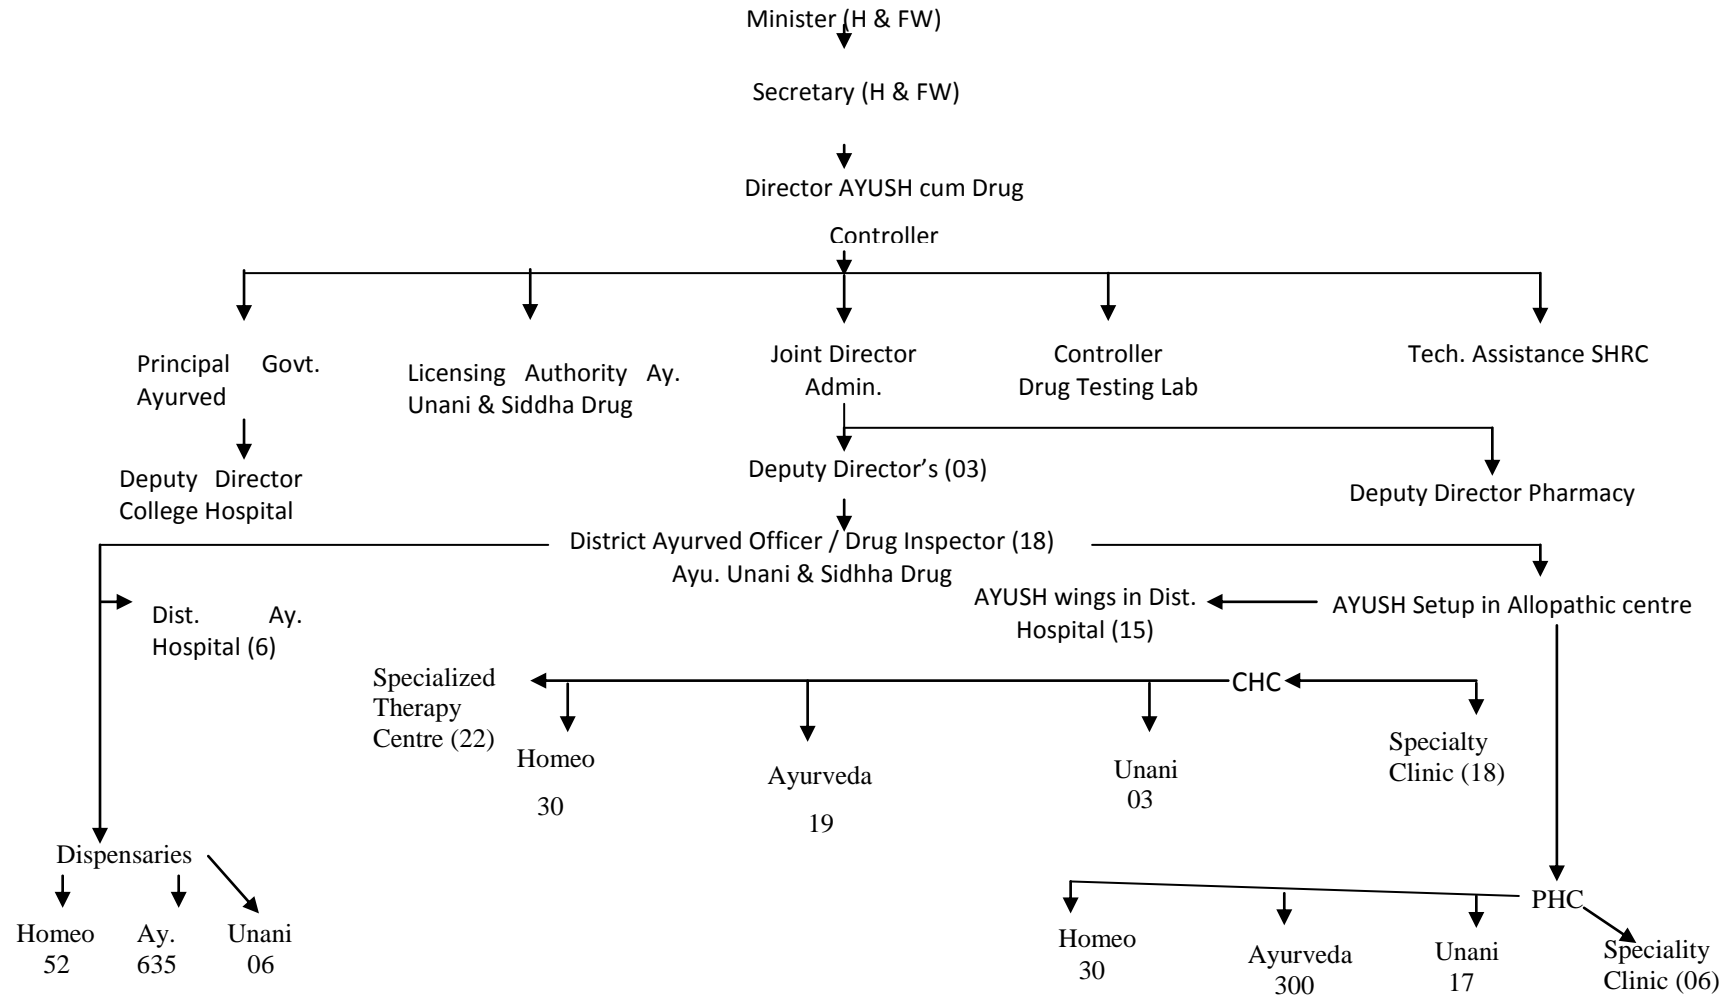 Minister (H & FW)
Secretary (H & FW)
Director AYUSH cum Drug
Controller
Principal Govt.
Ayurved
Licensing Authority Ay.
Unani & Siddha Drug
Joint Director
Admin.
Controller
Drug Testing Lab
Tech. Assistance SHRC
Deputy Director
College Hospital
Deputy Director’s (03)
Deputy Director Pharmacy
District Ayurved Officer / Drug Inspector (18)
Ayu. Unani & Sidhha Drug
Dist. Ay.
Hospital (6)
AYUSH wings in Dist.
Hospital (15)
AYUSH Setup in Allopathic centre
Specialized
Therapy
Centre (22)
CHC
Homeo
30
Ayurveda
19
Unani
03
Specialty
Clinic (18)
Dispensaries
Homeo
52
Ay.
635
Unani
06
PHC
Homeo
30
Ayurveda
300
Unani
17
Speciality
Clinic (06)